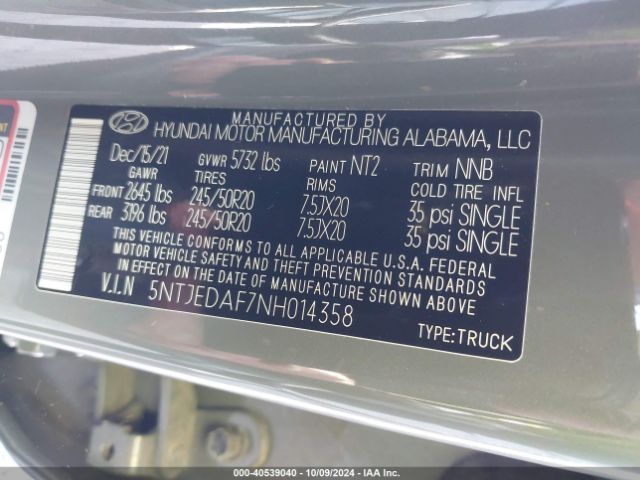 MANUFACTURED BY
HYUNDAI MOTOR MANUFACTURING ALABAMA, LLC
Dec/15/21 GVWR 5732 lbs PAINT NT2 TRIM NNB
GAWR TIRES RIMS COLD TIRE INFL
FRONT 2645 lbs 245/50R20 7.5JX20 35 psi SINGLE
REAR 3196 lbs 245/50R20 7.5JX20 35 psi SINGLE
THIS VEHICLE CONFORMS TO ALL APPLICABLE U.S.A. FEDERAL
MOTOR VEHICLE SAFETY AND THEFT PREVENTION STANDARDS
IN EFFECT ON THE DATE OF MANUFACTURE SHOWN ABOVE
V.I.N 5NTJEDAF7NH014358
TYPE:TRUCK
000-40539040 - 10/09/2024 - IAA Inc.